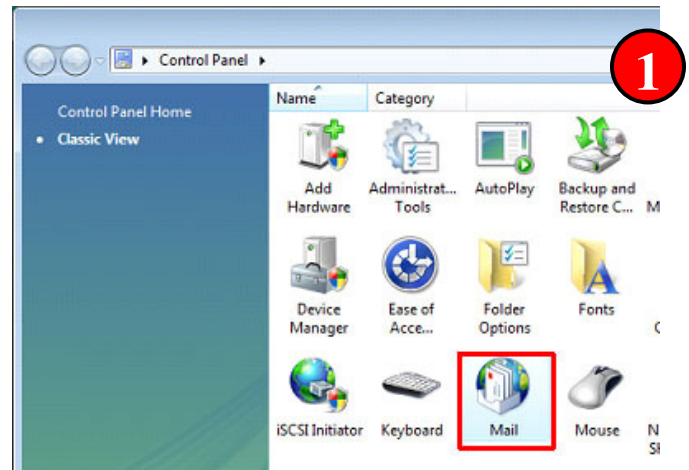 Control Panel
1
Control Panel Home
Classic View
Name Category
Add Hardware
Administrat... Tools
AutoPlay
Backup and Restore C...
M
Device Manager
Ease of Acce...
Folder Options
Fonts
C
iSCSI Initiator
Keyboard
Mail
Mouse
N
SH